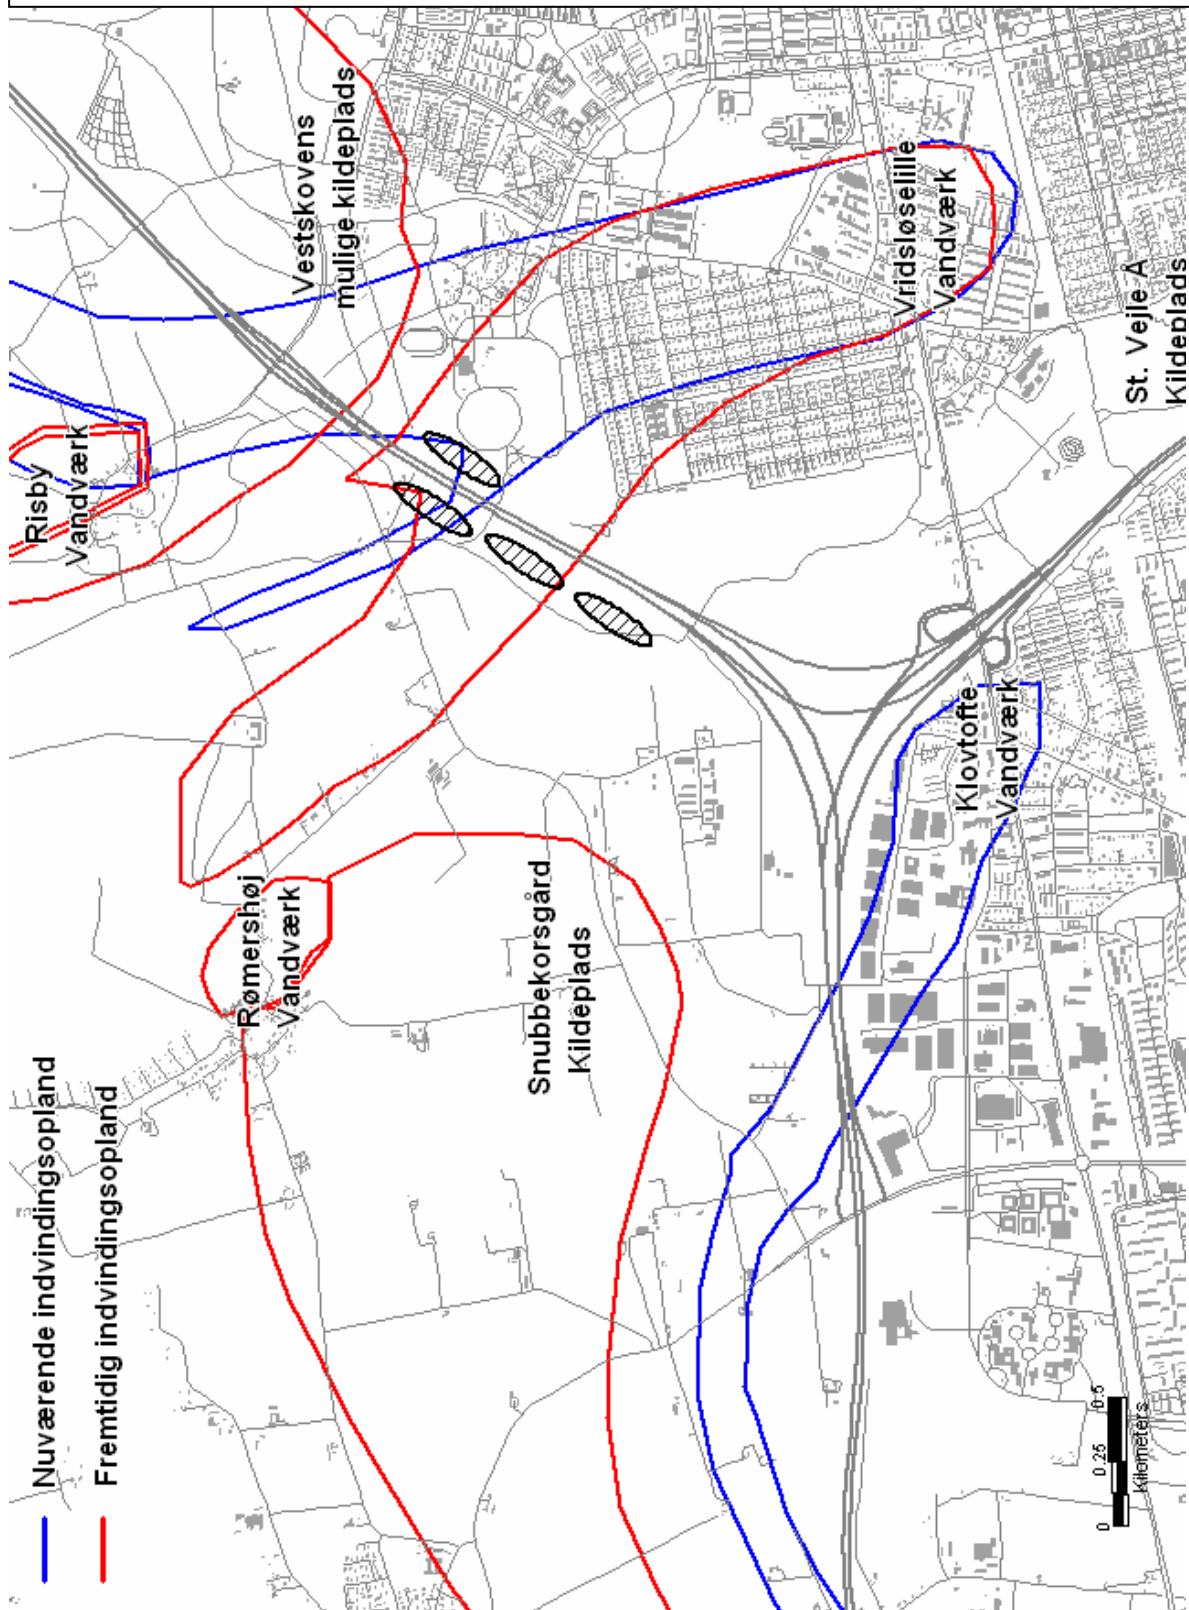 Nuværende indvindingsopland
Fremtidig indvindingsopland
Risby
Vandværk
Vestskovens
mulige kildeplads
Rømershøj
Vandværk
Snubbekorsgård
Kildeplads
Vridsløselille
Vandværk
Klovtofte
Vandværk
St. Vejle Å
Kildeplads
0 0.25 0.5
Kilometers